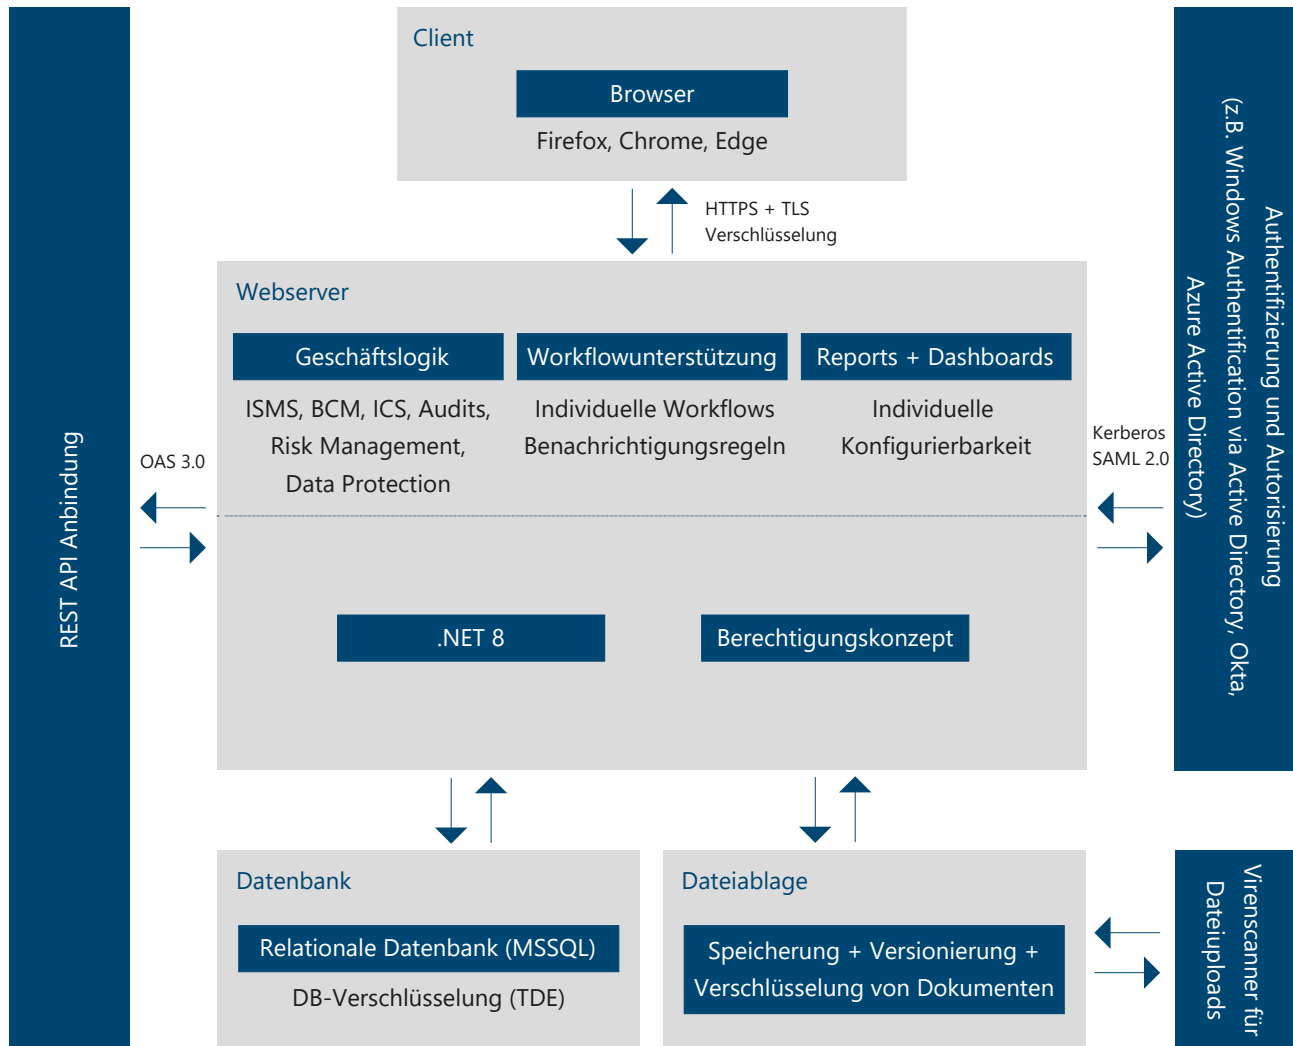 Client
Browser
Firefox, Chrome, Edge
HTTPS + TLS
Verschlüsselung
Webserver
Geschäftslogik
ISMS, BCM, ICS, Audits,
Risk Management,
Data Protection
Workflowunterstützung
Individuelle Workflows
Benachrichtigungsregeln
Reports + Dashboards
Individuelle
Konfigurierbarkeit
.NET 8
Berechtigungskonzept
REST API Anbindung
OAS 3.0
Kerberos
SAML 2.0
Authentifizierung und Autorisierung
(z.B. Windows Authentification via Active Directory, Okta,
Azure Active Directory)
Datenbank
Relationale Datenbank (MSSQL)
DB-Verschlüsselung (TDE)
Dateiablage
Speicherung + Versionierung +
Verschlüsselung von Dokumenten
Virenscanner für
Dateiuploads